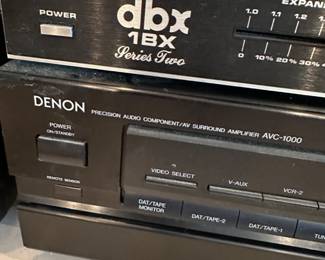 EXPAN
POWER
dbx
1BX
Series Two
1.0 1.1 1.2
0 10% 20% 30%
DENON
PRECISION AUDIO COMPONENT/AV SURROUND AMPLIFIER AVC-1000
POWER
ON/STANDBY
REMOTE SENSOR
VIDEO SELECT
V-AUX
VCR-2
DAT/TAPE
MONITOR
DAT/TAPE-2
DAT/TAPE-1
TUN